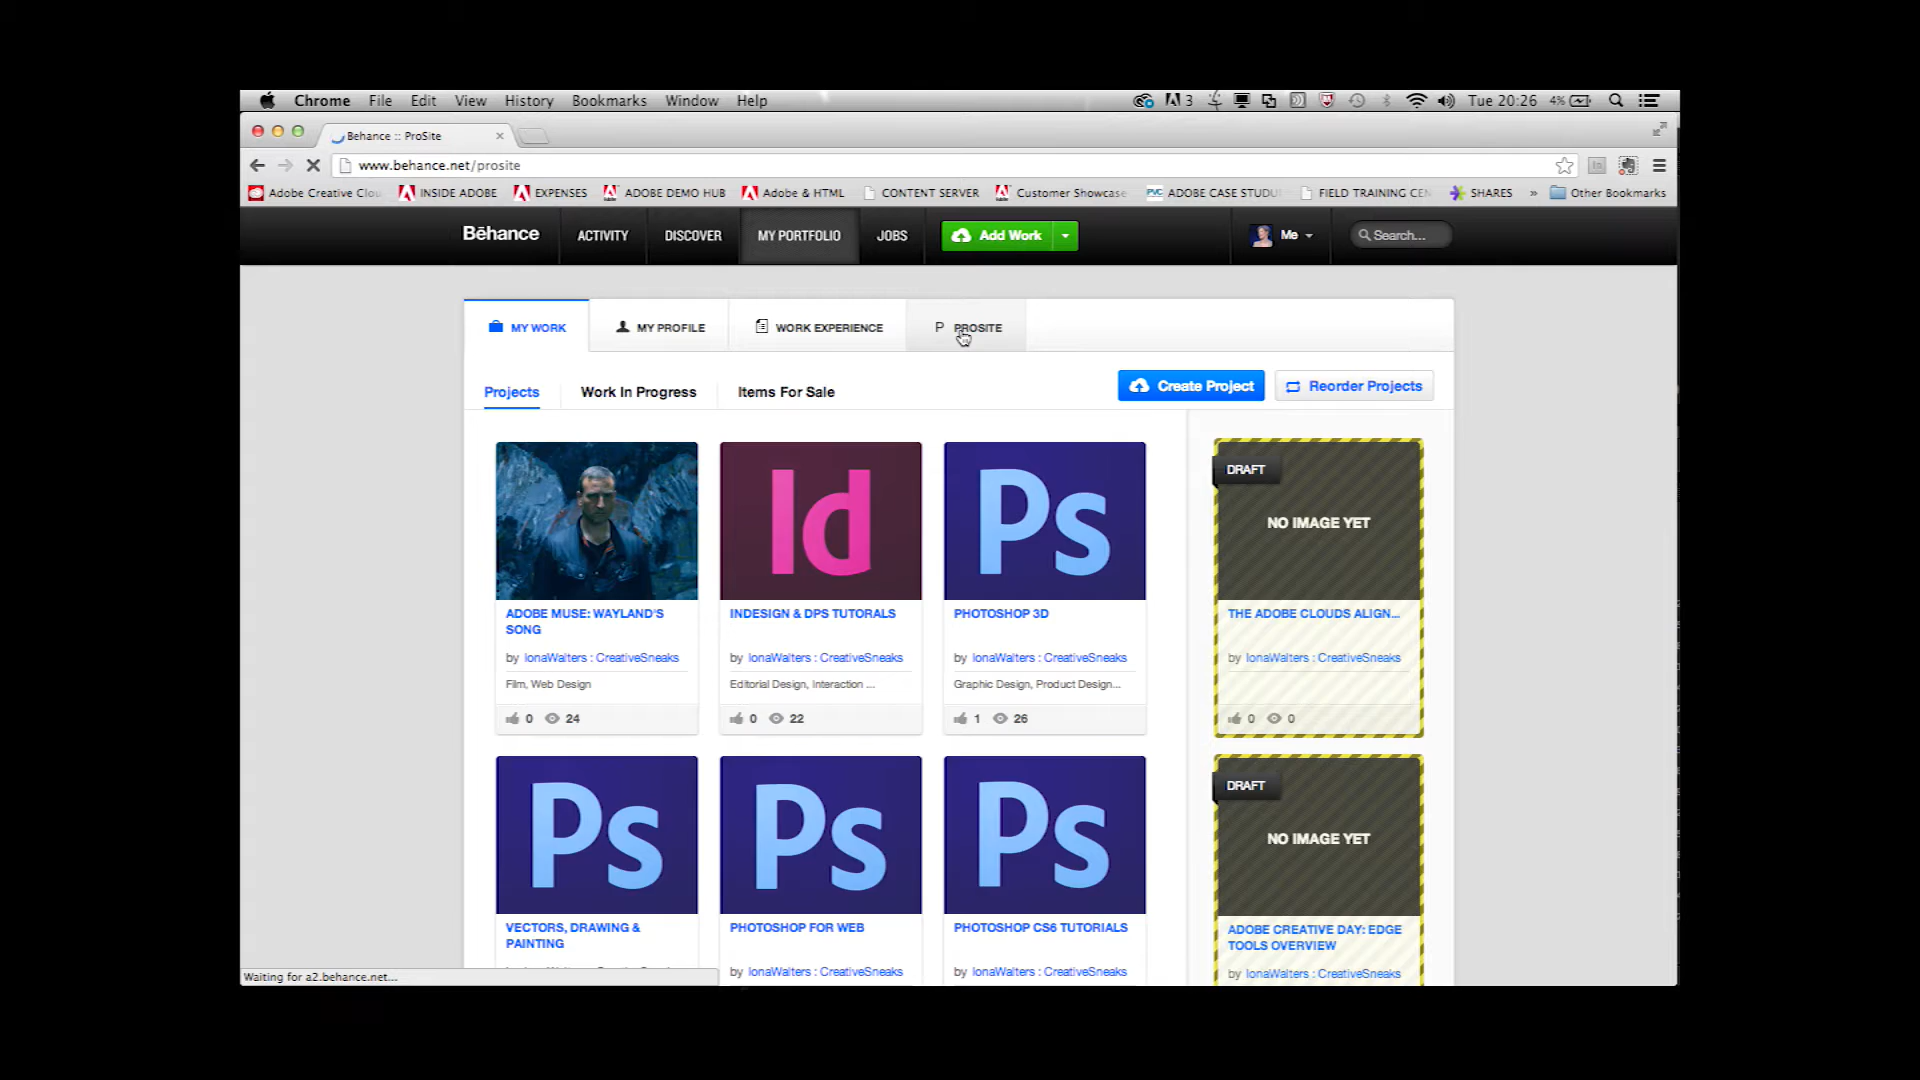 Chrome File Edit View History Bookmarks Window Help 3 Tue 20:26 4%
Behance :: ProSite
www.behance.net/prosite
Adobe Creative Clou INSIDE ADOBE EXPENSES ADOBE DEMO HUB Adobe & HTML CONTENT SERVER Customer Showcase PVC ADOBE CASE STUDU FIELD TRAINING CEN SHARES » Other Bookmarks
Bēhance ACTIVITY DISCOVER MY PORTFOLIO JOBS Add Work Me Search...
MY WORK MY PROFILE WORK EXPERIENCE P PROSITE
Projects Work In Progress Items For Sale Create Project Reorder Projects
Id Ps DRAFT
NO IMAGE YET
ADOBE MUSE: WAYLAND'S
SONG
by IonaWalters : CreativeSneaks
Film, Web Design
0 24
INDESIGN & DPS TUTORALS
by IonaWalters : CreativeSneaks
Editorial Design, Interaction ...
0 22
PHOTOSHOP 3D
by IonaWalters : CreativeSneaks
Graphic Design, Product Design...
1 26
THE ADOBE CLOUDS ALIGN...
by IonaWalters : CreativeSneaks
0 0
Ps Ps Ps DRAFT
NO IMAGE YET
VECTORS, DRAWING &
PAINTING
PHOTOSHOP FOR WEB
by IonaWalters : CreativeSneaks
PHOTOSHOP CS6 TUTORIALS
by IonaWalters : CreativeSneaks
ADOBE CREATIVE DAY: EDGE
TOOLS OVERVIEW
by IonaWalters : CreativeSneaks
Waiting for a2.behance.net...